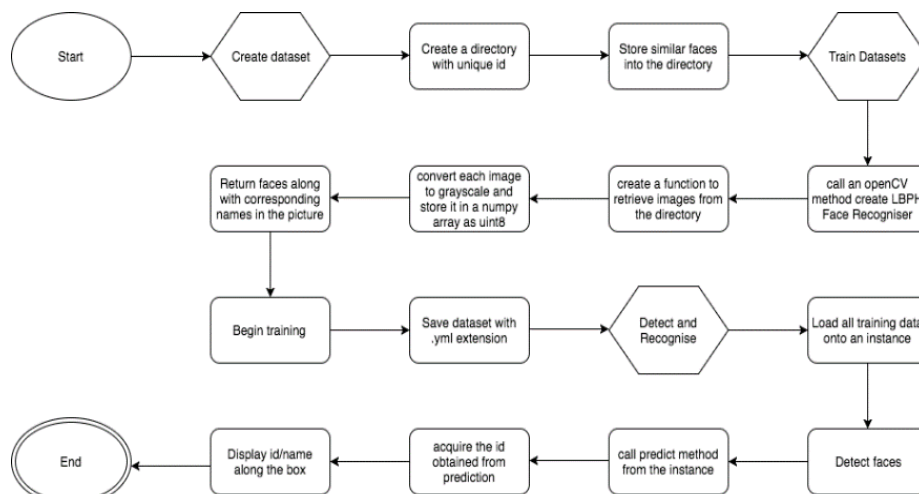 Start
Create dataset
Create a directory
with unique id
Store similar faces
into the directory
Train Datasets
call an openCV
method create LBPH
Face Recogniser
create a function to
retrieve images from
the directory
convert each image
to grayscale and
store it in a numpy
array as uint8
Return faces along
with corresponding
names in the picture
Begin training
Save dataset with
.yml extension
Detect and
Recognise
Load all training data
onto an instance
Detect faces
call predict method
from the instance
acquire the id
obtained from
prediction
Display id/name
along the box
End